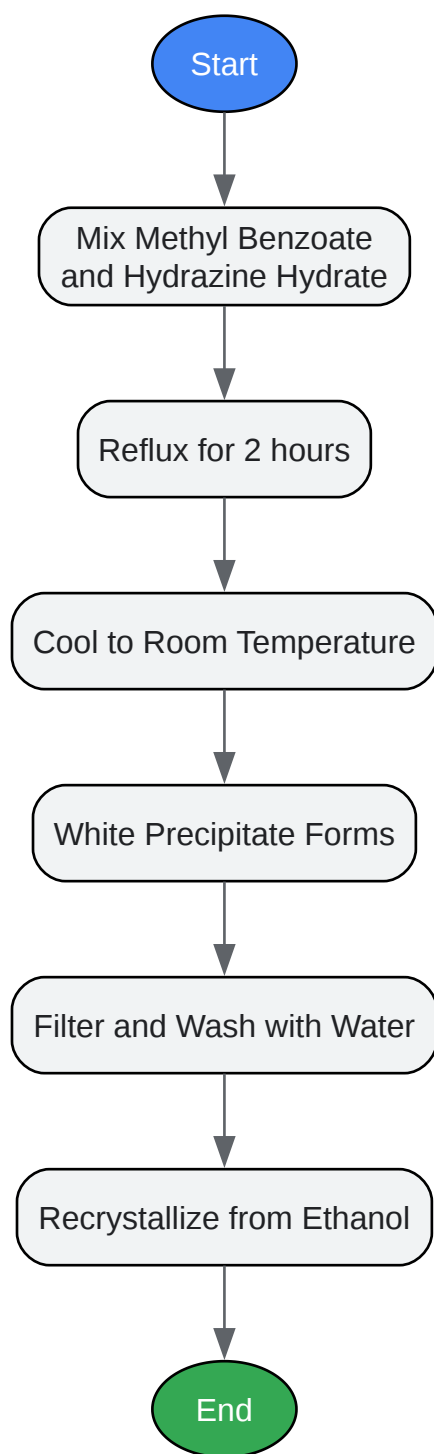 Start
Mix Methyl Benzoate
and Hydrazine Hydrate
Reflux for 2 hours
Cool to Room Temperature
White Precipitate Forms
Filter and Wash with Water
Recrystallize from Ethanol
End